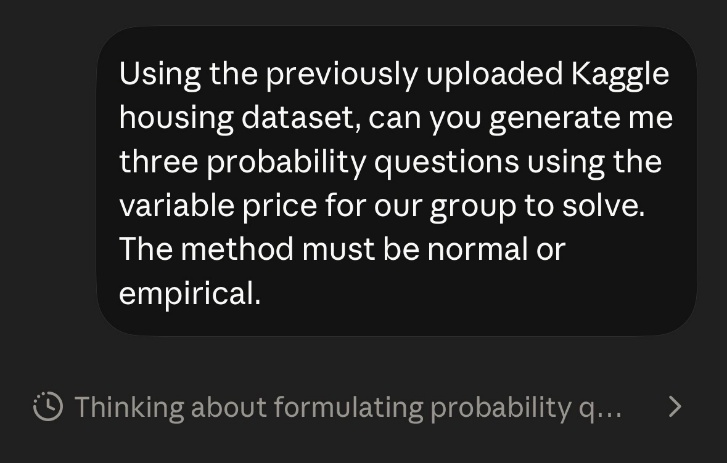 Using the previously uploaded Kaggle
housing dataset, can you generate me
three probability questions using the
variable price for our group to solve.
The method must be normal or
empirical.
Thinking about formulating probability q...